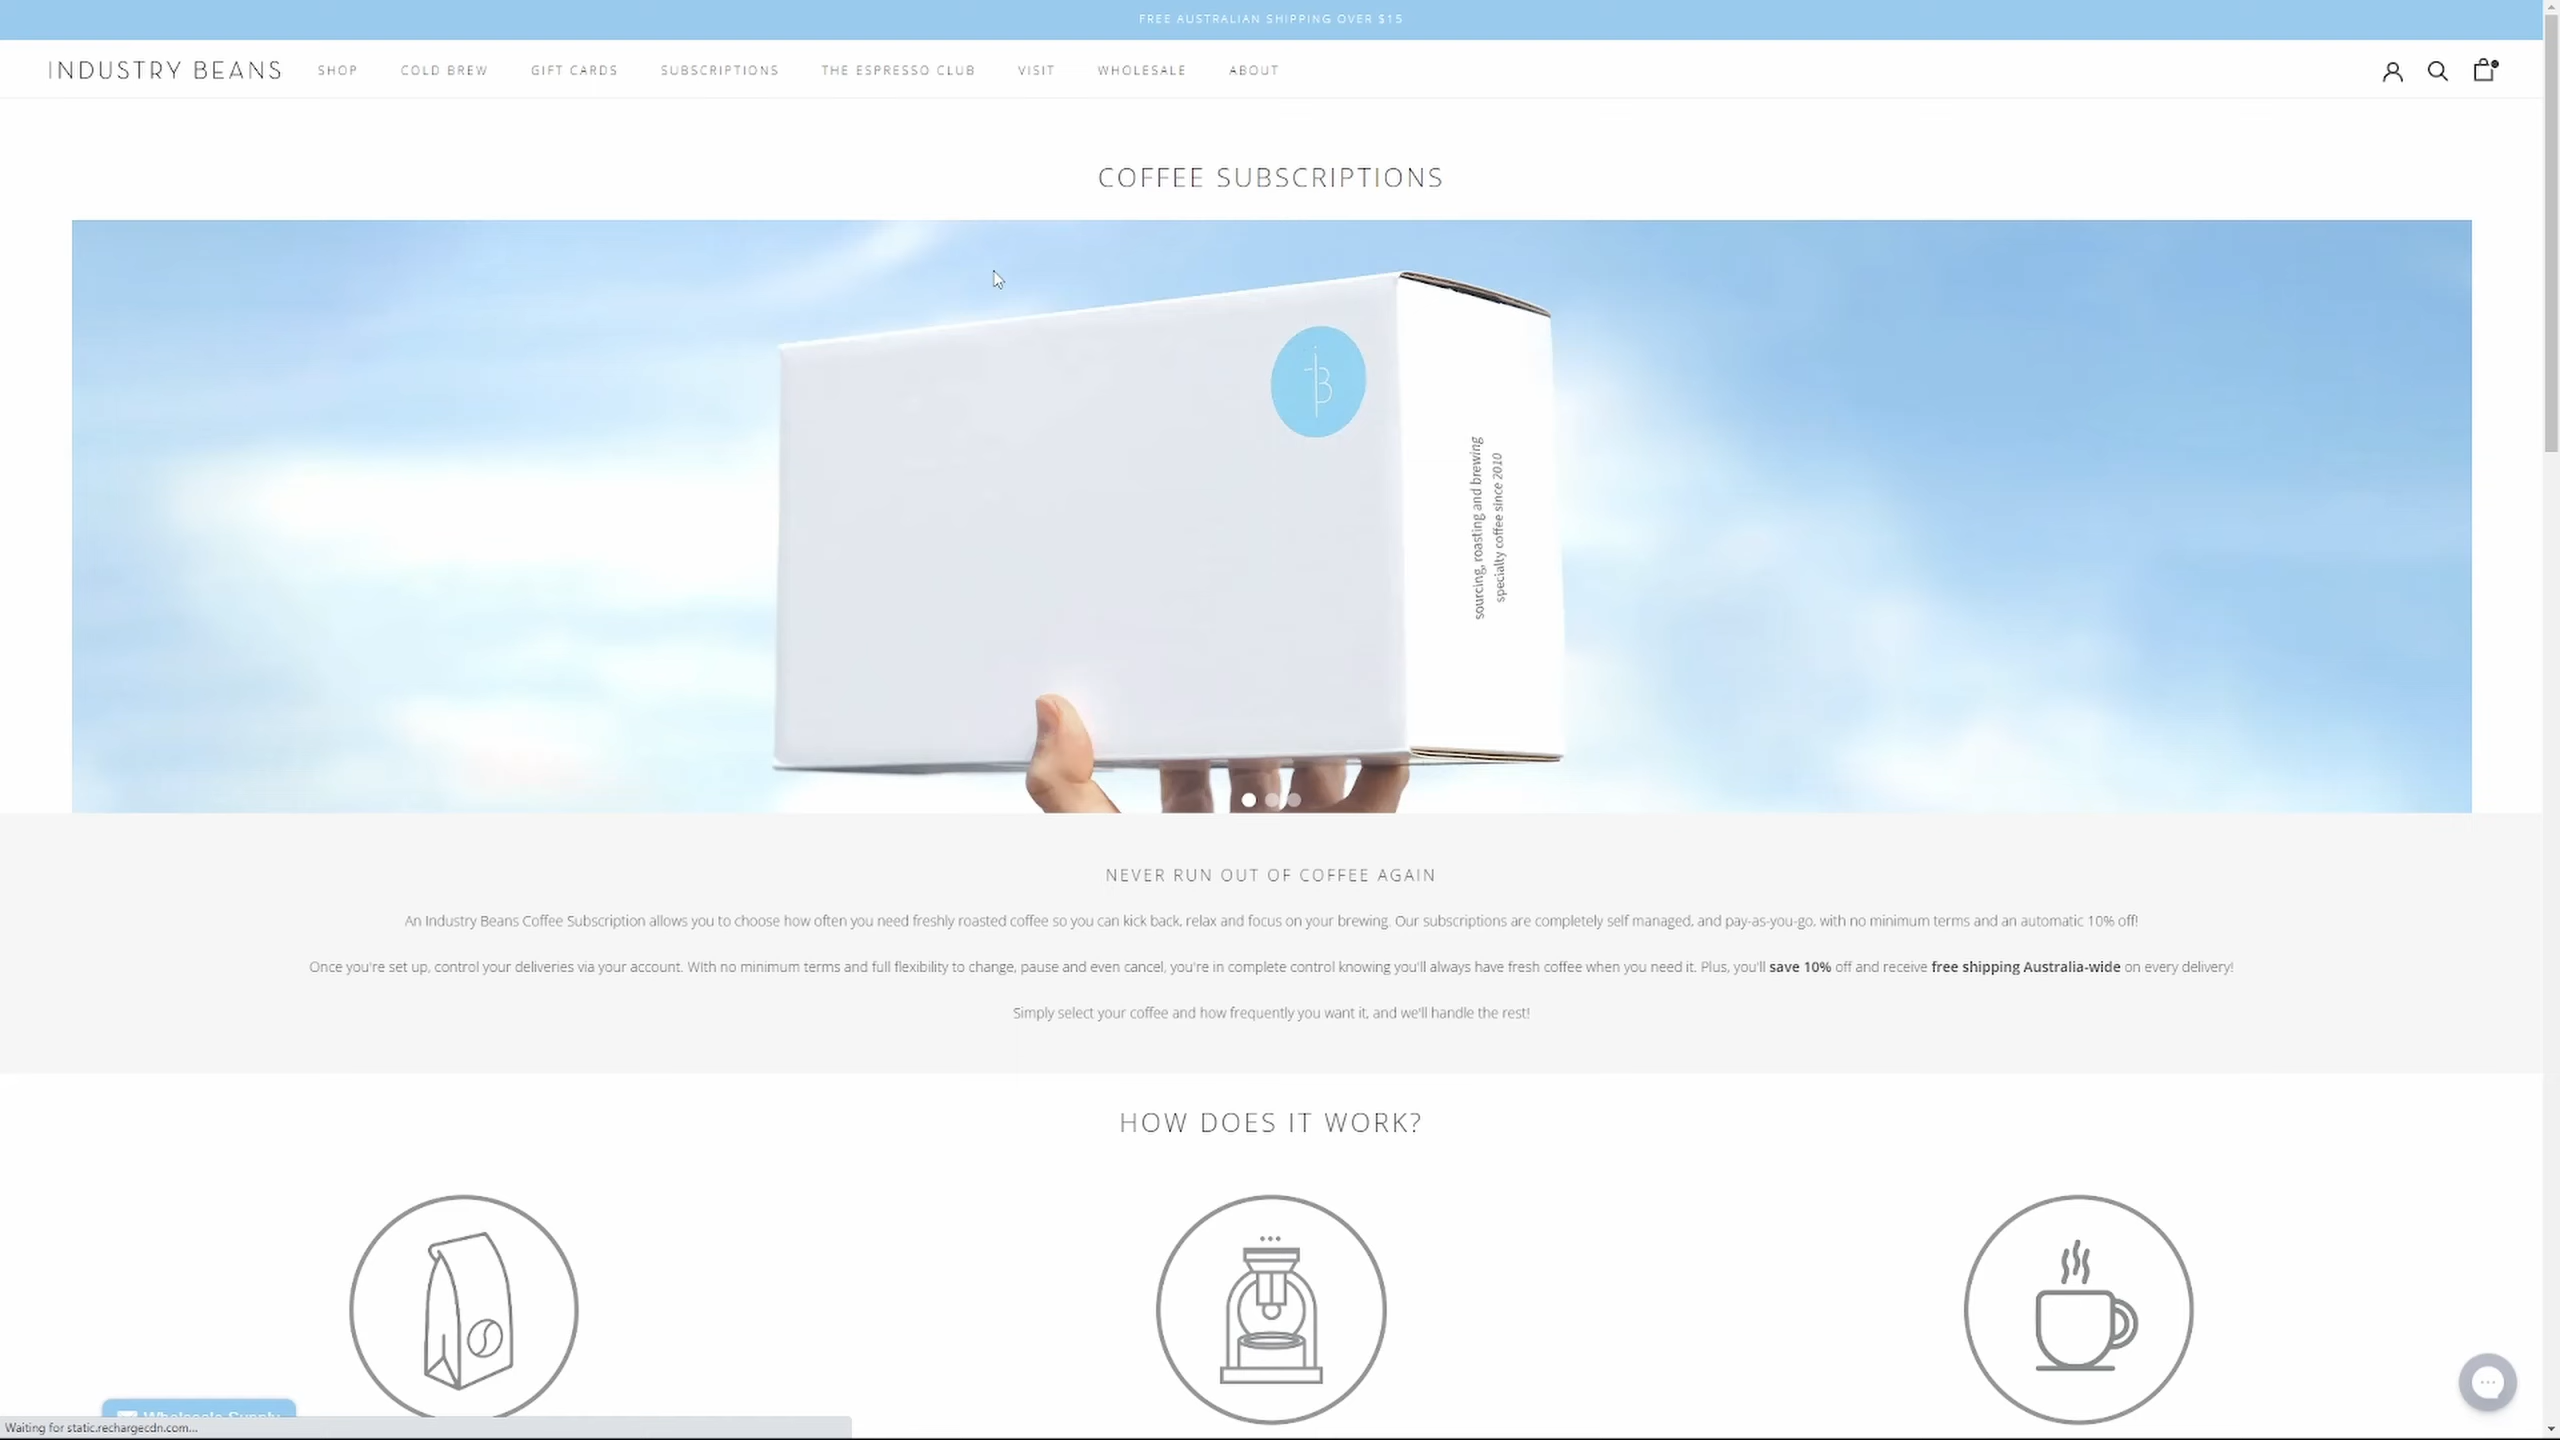 FREE AUSTRALIAN SHIPPING OVER $15
INDUSTRY BEANS SHOP COLD BREW GIFT CARDS SUBSCRIPTIONS THE ESPRESSO CLUB VISIT WHOLESALE ABOUT
COFFEE SUBSCRIPTIONS
sourcing, roasting and brewing
specialty coffee since 2010
NEVER RUN OUT OF COFFEE AGAIN
An Industry Beans Coffee Subscription allows you to choose how often you need freshly roasted coffee so you can kick back, relax and focus on your brewing. Our subscriptions are completely self managed, and pay-as-you-go, with no minimum terms and an automatic 10% off!
Once you're set up, control your deliveries via your account. With no minimum terms and full flexibility to change, pause and even cancel, you're in complete control knowing you'll always have fresh coffee when you need it. Plus, you'll save 10% off and receive free shipping Australia-wide on every delivery!
Simply select your coffee and how frequently you want it, and we'll handle the rest!
HOW DOES IT WORK?
Wholesale Supply
Waiting for static.rechargecdn.com...